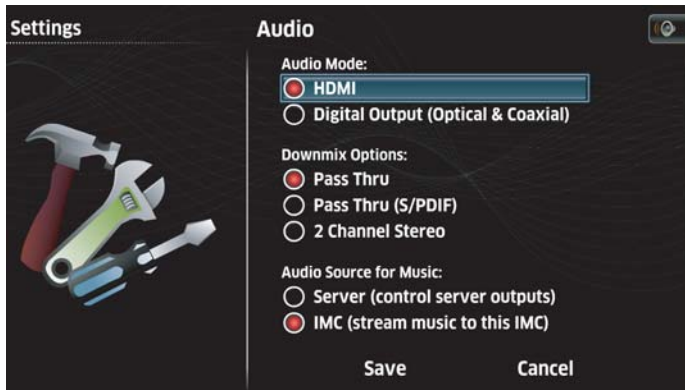 Settings
Audio
Audio Mode:
HDMI
Digital Output (Optical & Coaxial)
Downmix Options:
Pass Thru
Pass Thru (S/PDIF)
2 Channel Stereo
Audio Source for Music:
Server (control server outputs)
IMC (stream music to this IMC)
Save
Cancel